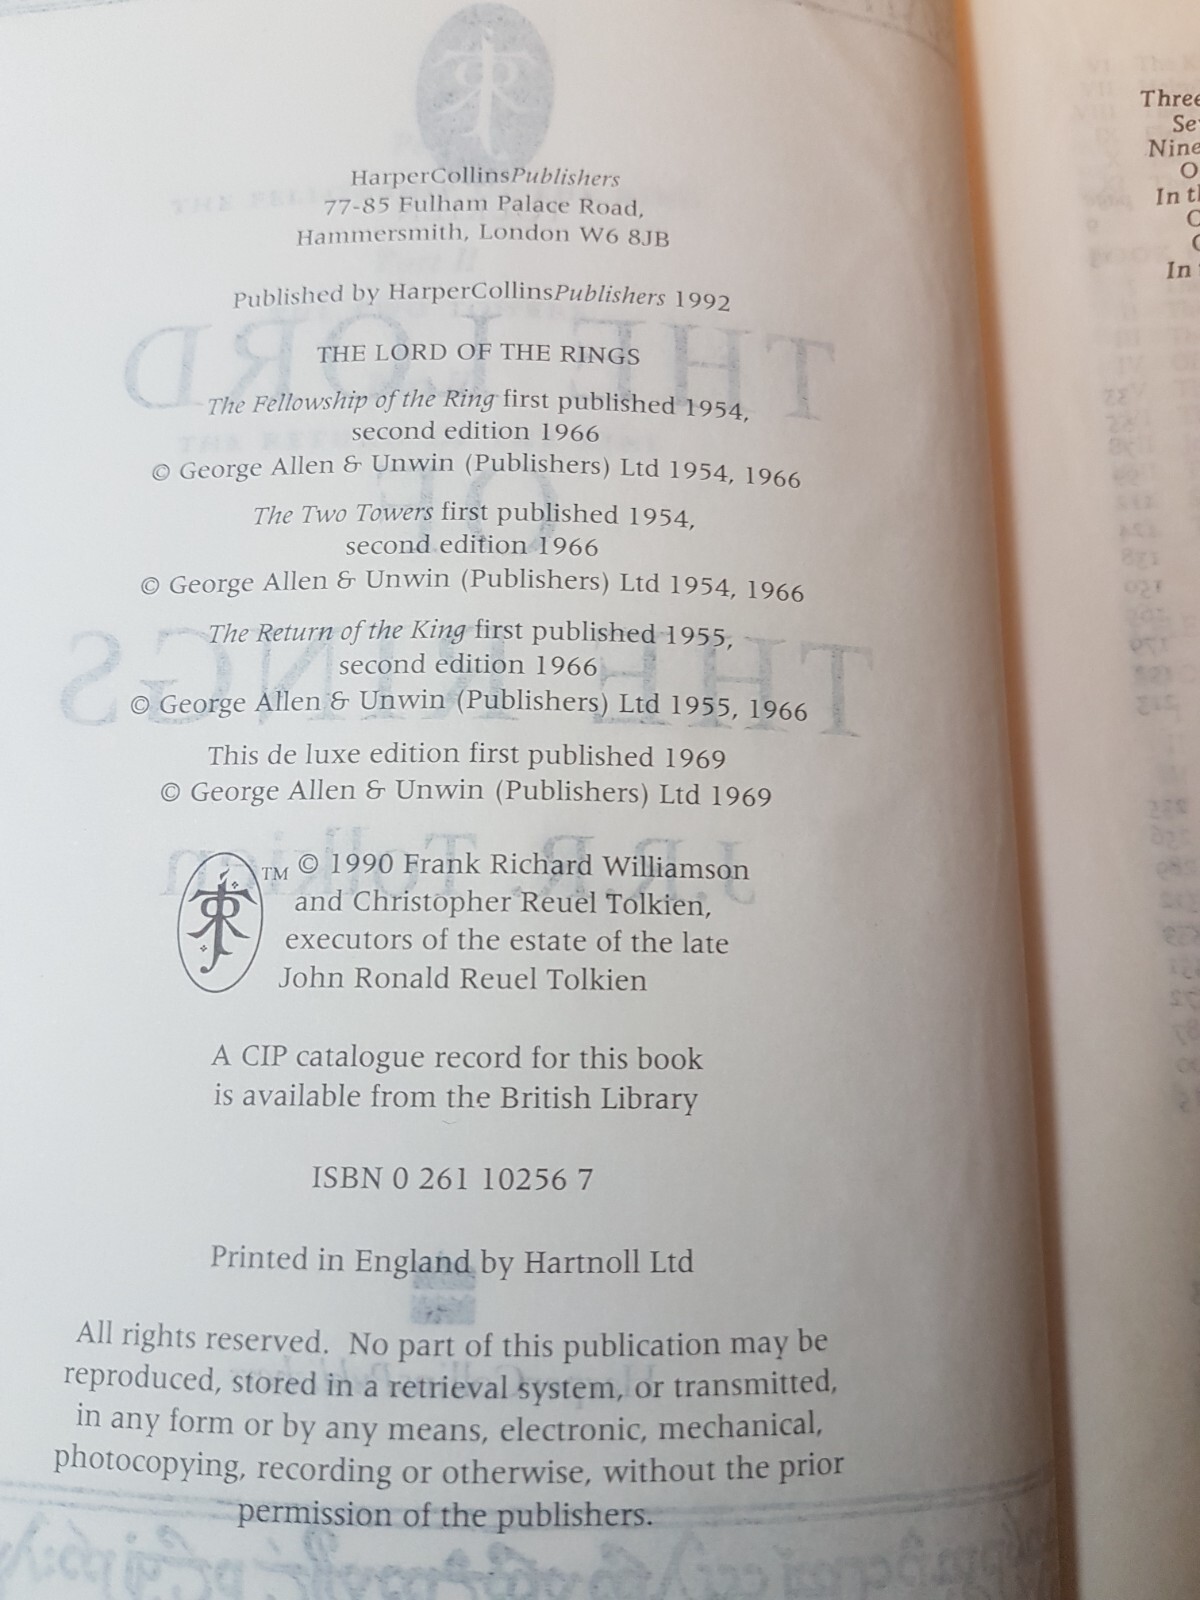 HarperCollinsPublishers
77-85 Fulham Palace Road,
Hammersmith, London W6 8JB
Published by HarperCollinsPublishers 1992
THE LORD OF THE RINGS
The Fellowship of the Ring first published 1954,
second edition 1966
© George Allen & Unwin (Publishers) Ltd 1954, 1966
The Two Towers first published 1954,
second edition 1966
© George Allen & Unwin (Publishers) Ltd 1954, 1966
The Return of the King first published 1955,
second edition 1966
© George Allen & Unwin (Publishers) Ltd 1955, 1966
This de luxe edition first published 1969
© George Allen & Unwin (Publishers) Ltd 1969
TM © 1990 Frank Richard Williamson
and Christopher Reuel Tolkien,
executors of the estate of the late
John Ronald Reuel Tolkien
A CIP catalogue record for this book
is available from the British Library
ISBN 0 261 10256 7
Printed in England by Hartnoll Ltd
All rights reserved. No part of this publication may be
reproduced, stored in a retrieval system, or transmitted,
in any form or by any means, electronic, mechanical,
photocopying, recording or otherwise, without the prior
permission of the publishers.
Three
Nine
In
In